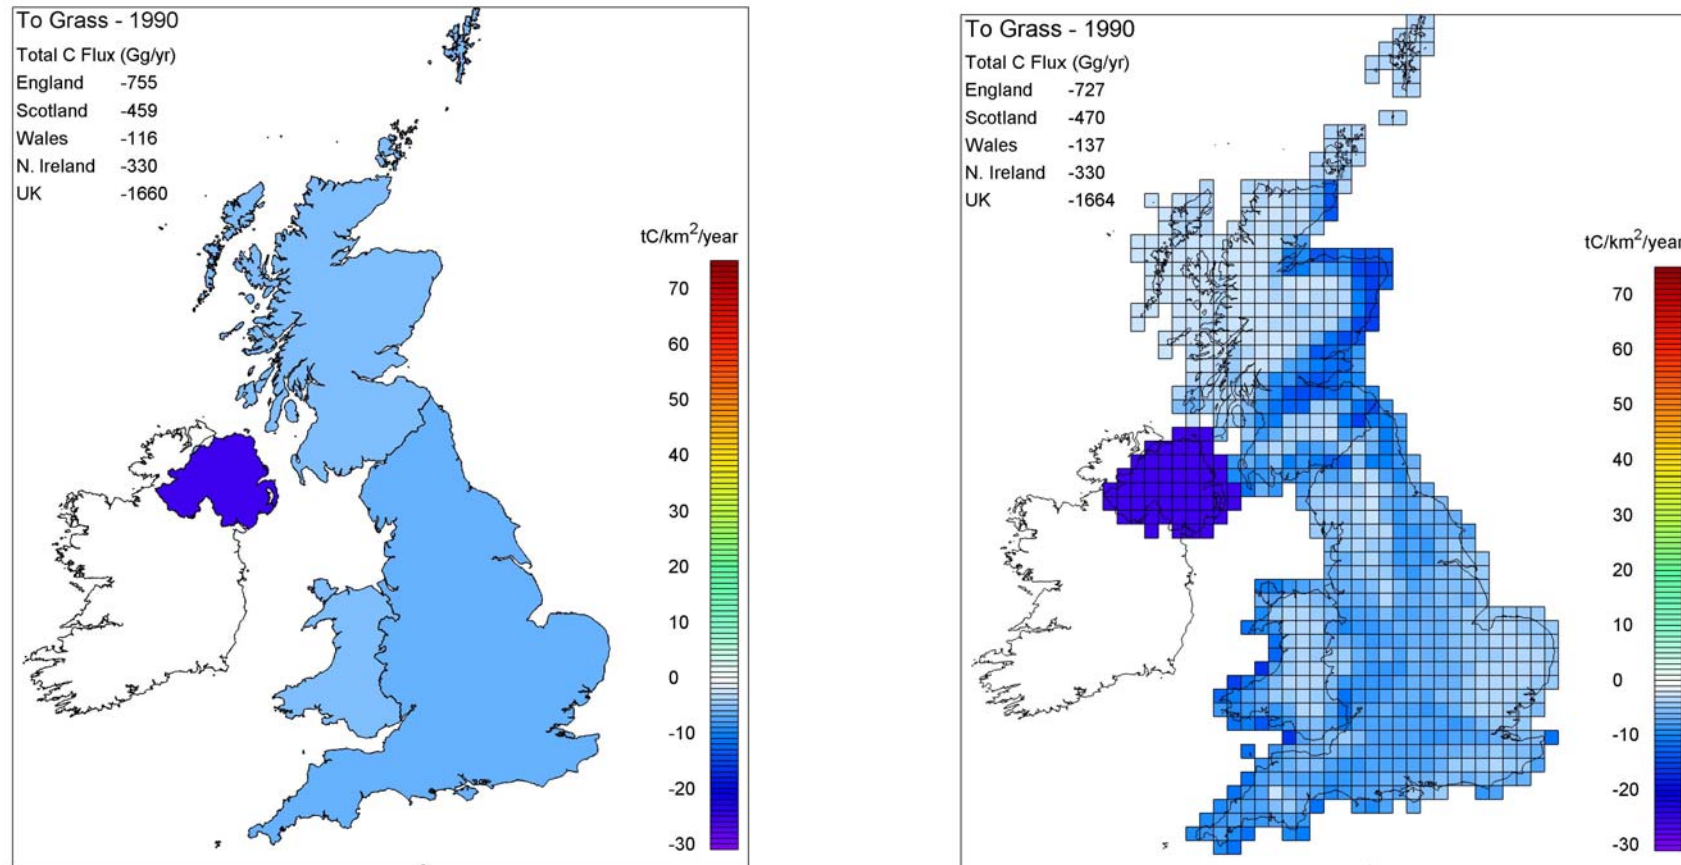 To Grass - 1990
Total C Flux (Gg/yr)
England -755
Scotland -459
Wales -116
N. Ireland -330
UK -1660
tC/km²/year
70
60
50
40
30
20
10
0
-10
-20
-30
To Grass - 1990
Total C Flux (Gg/yr)
England -727
Scotland -470
Wales -137
N. Ireland -330
UK -1664
tC/km²/year
70
60
50
40
30
20
10
0
-10
-20
-30